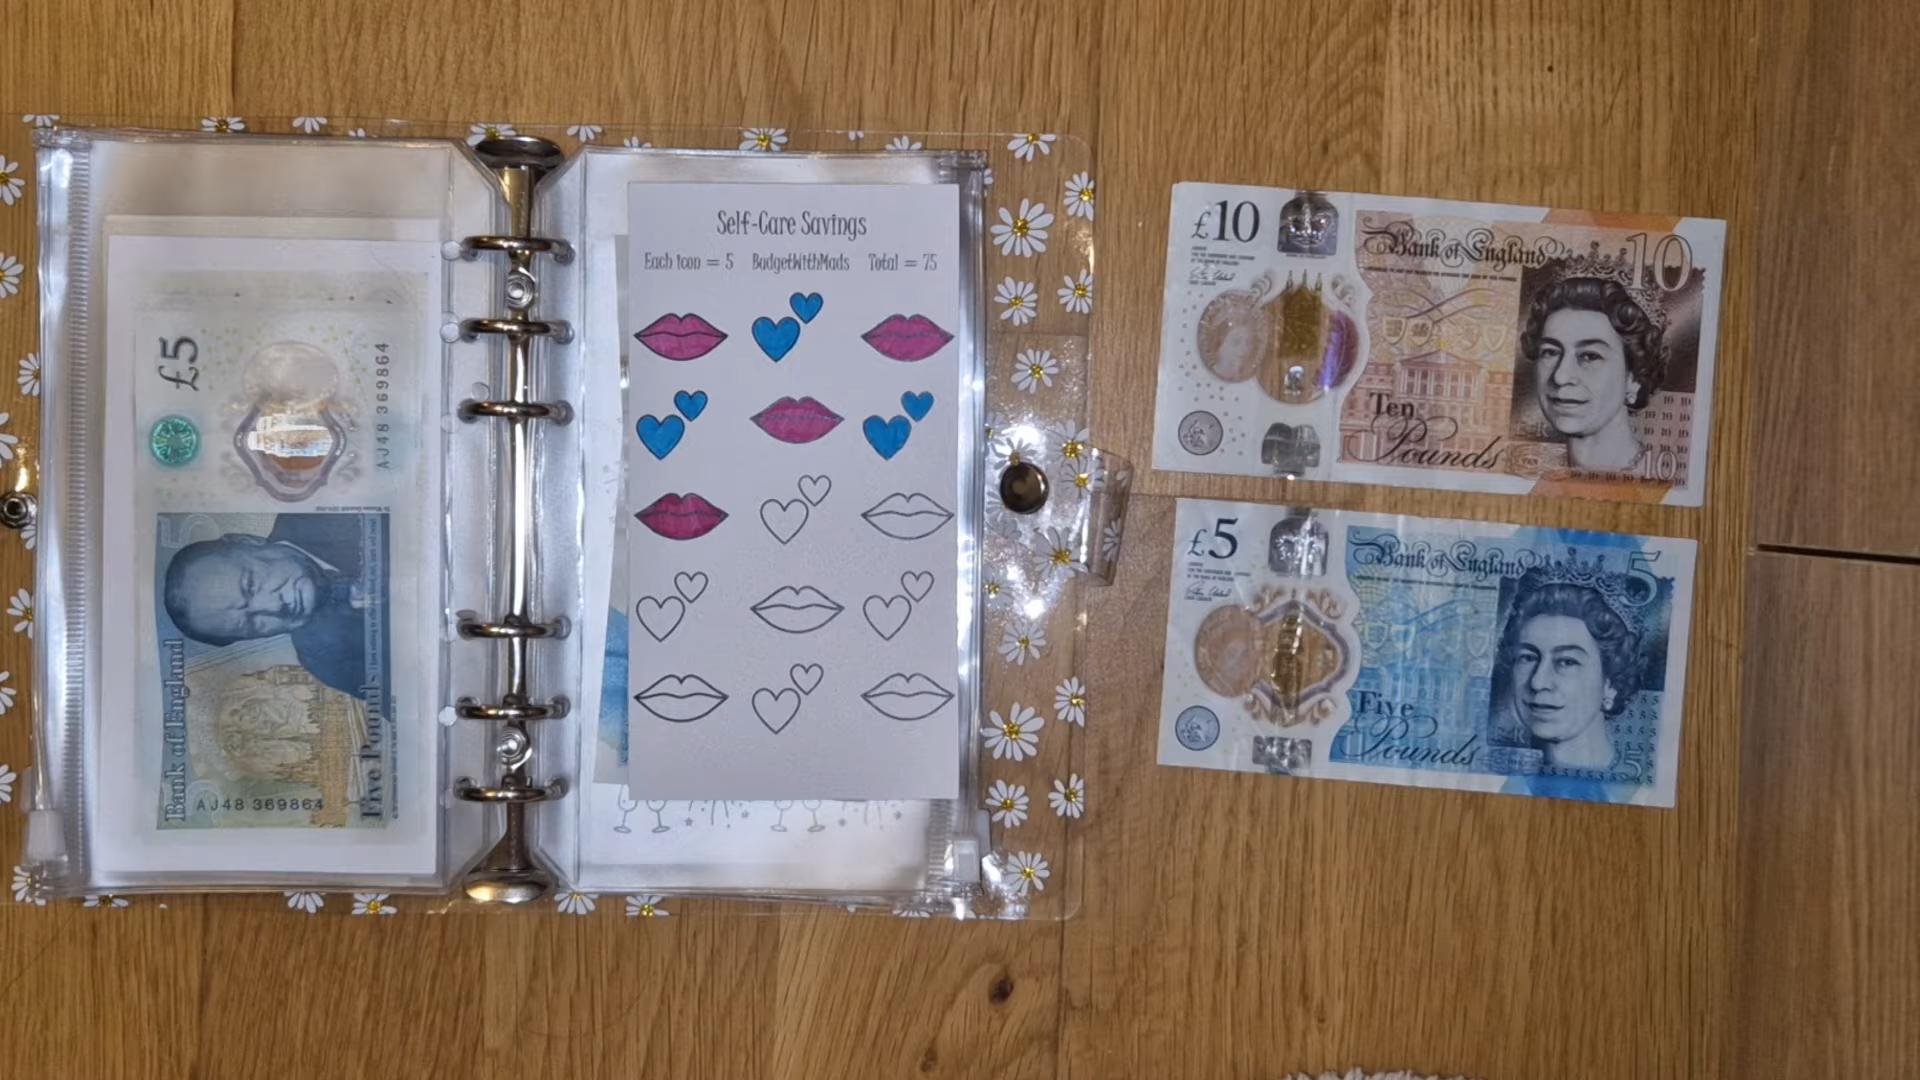 £5
AJ48 369864
Bank of England
AJ48 369864
Five Pounds
Self-Care Savings
Each icon = 5 BudgetWithMads Total = 75
£10
Bank of England
10
Ten
Pounds
10
£5
Bank of England
5
Five
Pounds
5